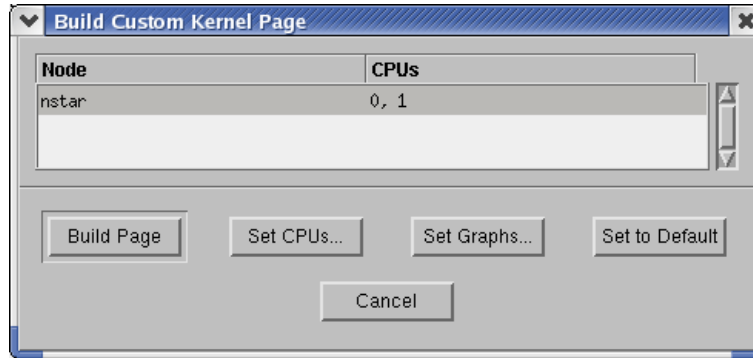 Build Custom Kernel Page
Node CPUs
nstar 0, 1
Build Page Set CPUs... Set Graphs... Set to Default
Cancel